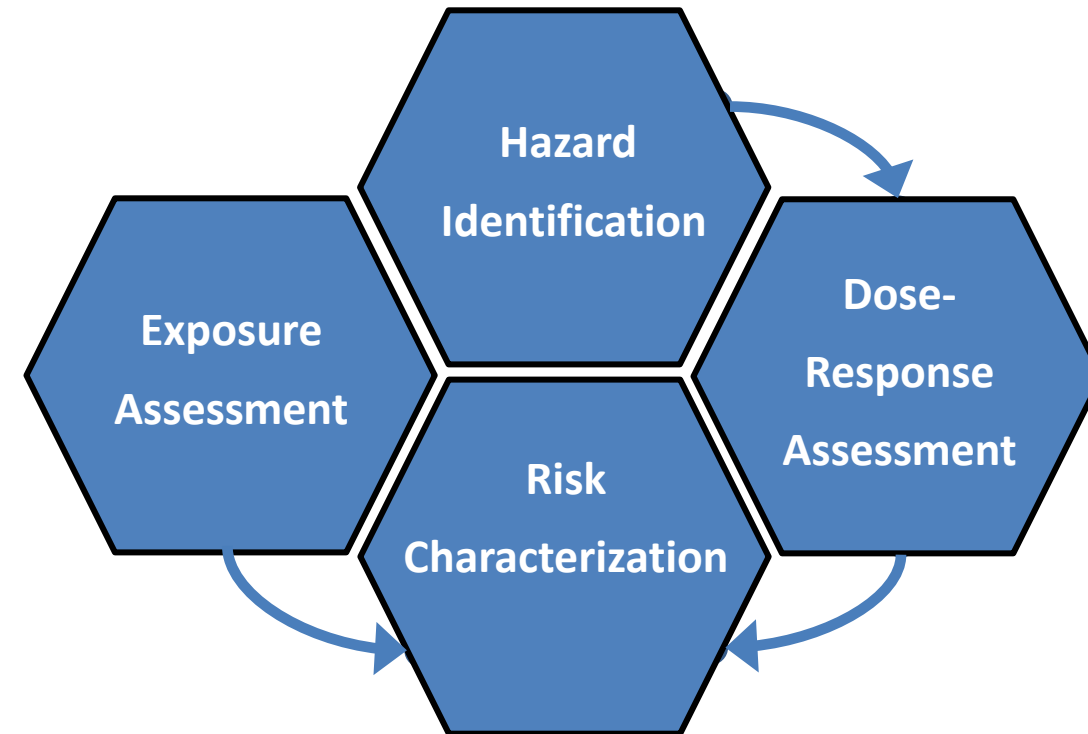 Hazard
Identification
Exposure
Assessment
Dose-
Response
Assessment
Risk
Characterization